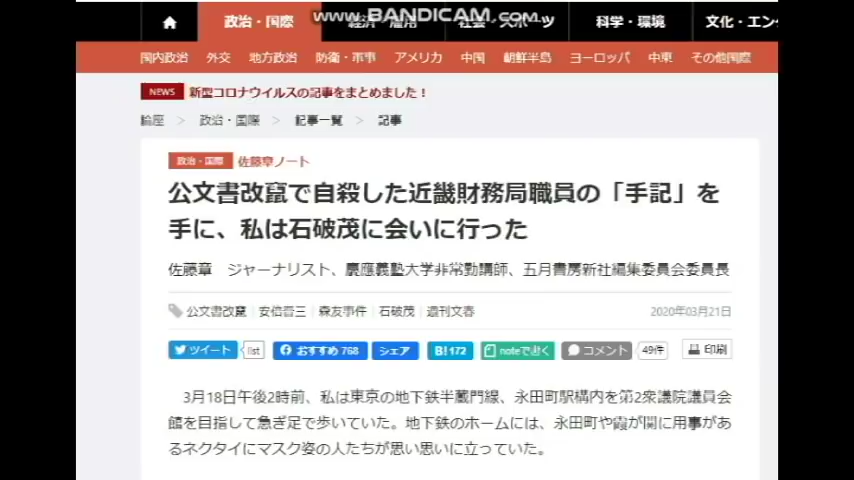 www.BANDICAM.com
政治・国際
経済・雇用
社会・スポーツ
科学・環境
文化・エン
国内政治 外交 地方政治 防衛・軍事 アメリカ 中国 朝鮮半島 ヨーロッパ 中東 その他国際
NEWS 新型コロナウイルスの記事をまとめました！
論座 > 政治・国際 > 記事一覧 > 記事
政治・国際 佐藤章ノート
公文書改竄で自殺した近畿財務局職員の「手記」を
手に、私は石破茂に会いに行った
佐藤章 ジャーナリスト、慶應義塾大学非常勤講師、五月書房新社編集委員会委員長
公文書改竄 | 安倍晋三 | 森友事件 | 石破茂 | 週刊文春 2020年03月21日
ツイート list おすすめ 768 シェア B!172 noteで書く コメント 49件 印刷
3月18日午後2時前、私は東京の地下鉄半蔵門線、永田町駅構内を第2衆議院議員会
館を目指して急ぎ足で歩いていた。地下鉄のホームには、永田町や霞が関に用事があ
るネクタイにマスク姿の人たちが思い思いに立っていた。